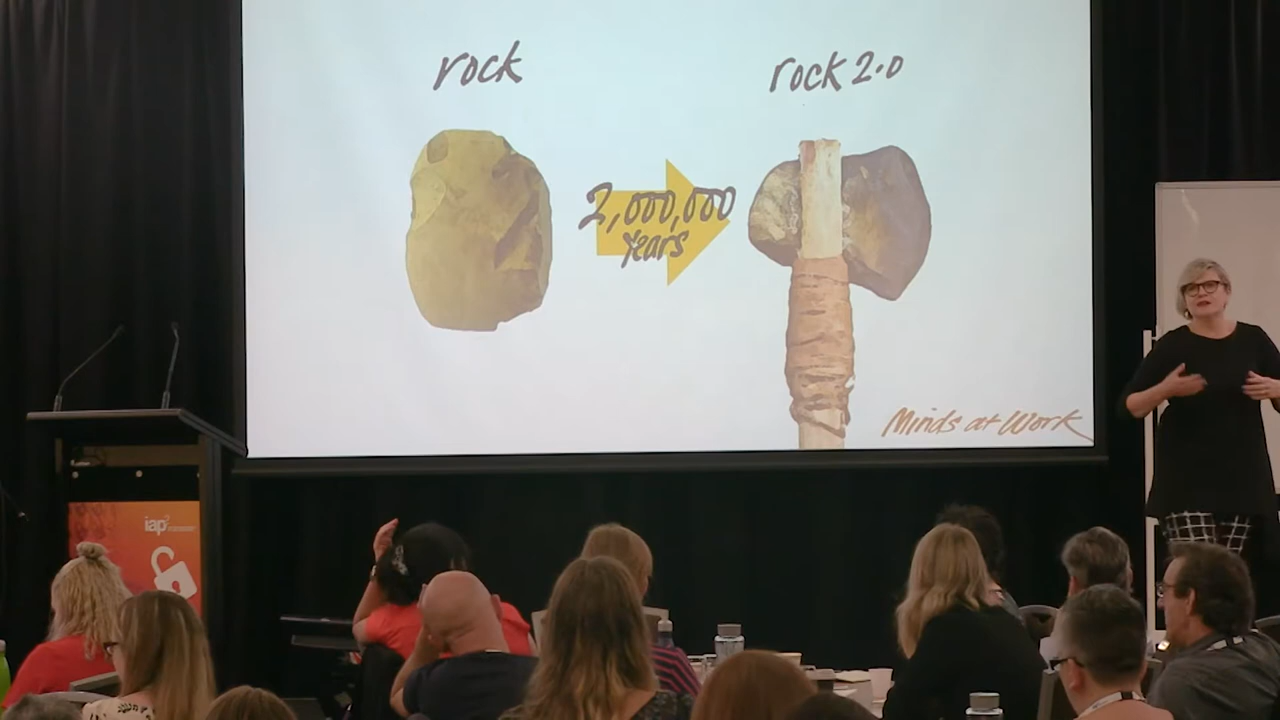 rock
rock 2.0
2,000,000
Years
Minds at Work
iap2